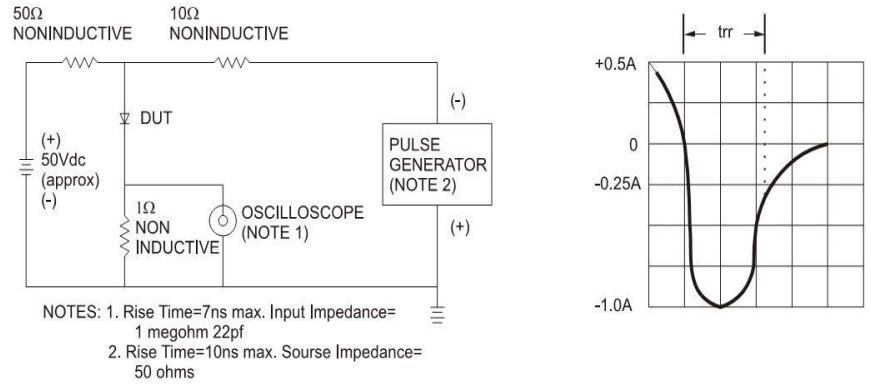 50Ω
NONINDUCTIVE
10Ω
NONINDUCTIVE
DUT
(+)
50Vdc
(approx)
(-)
1Ω
NON
INDUCTIVE
OSCILLOSCOPE
(NOTE 1)
(-)
PULSE
GENERATOR
(NOTE 2)
(+)
NOTES: 1. Rise Time=7ns max. Input Impedance=
1 megohm 22pf
2. Rise Time=10ns max. Sourse Impedance=
50 ohms
trr
+0.5A
0
-0.25A
-1.0A